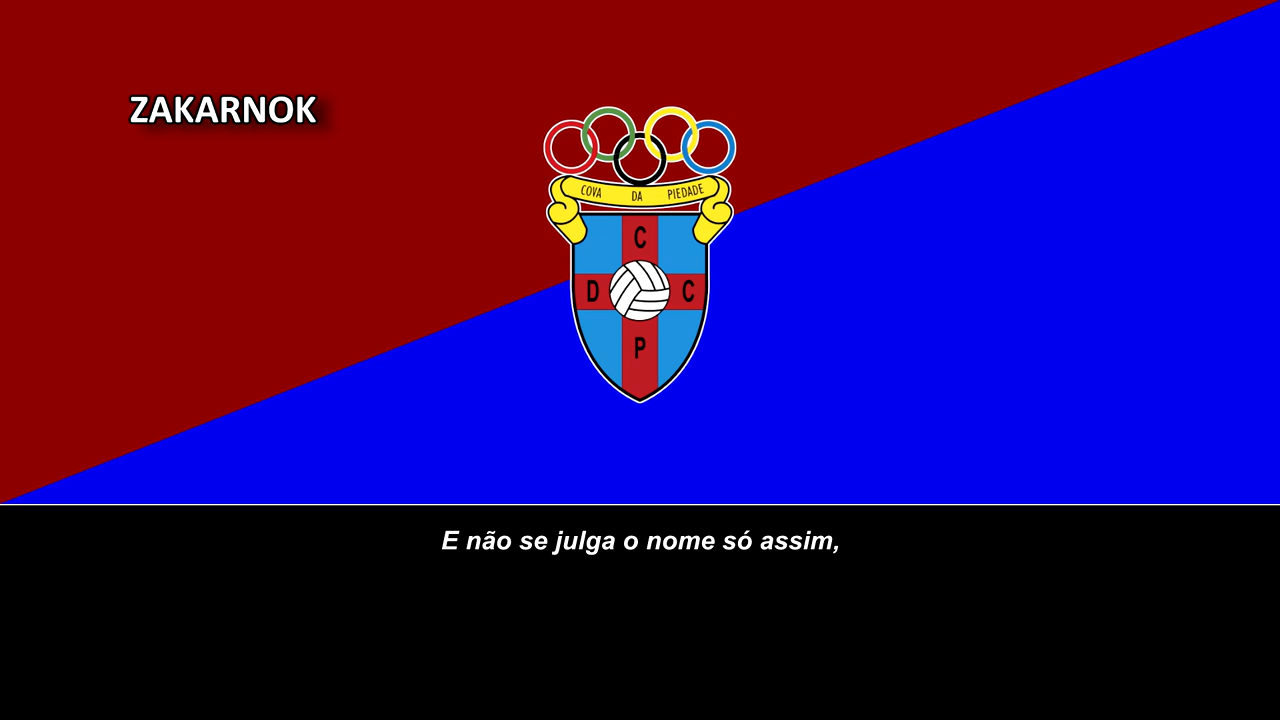 ZAKARNOK
COVA DA PIEDADE
C
D C
P
E não se julga o nome só assim,